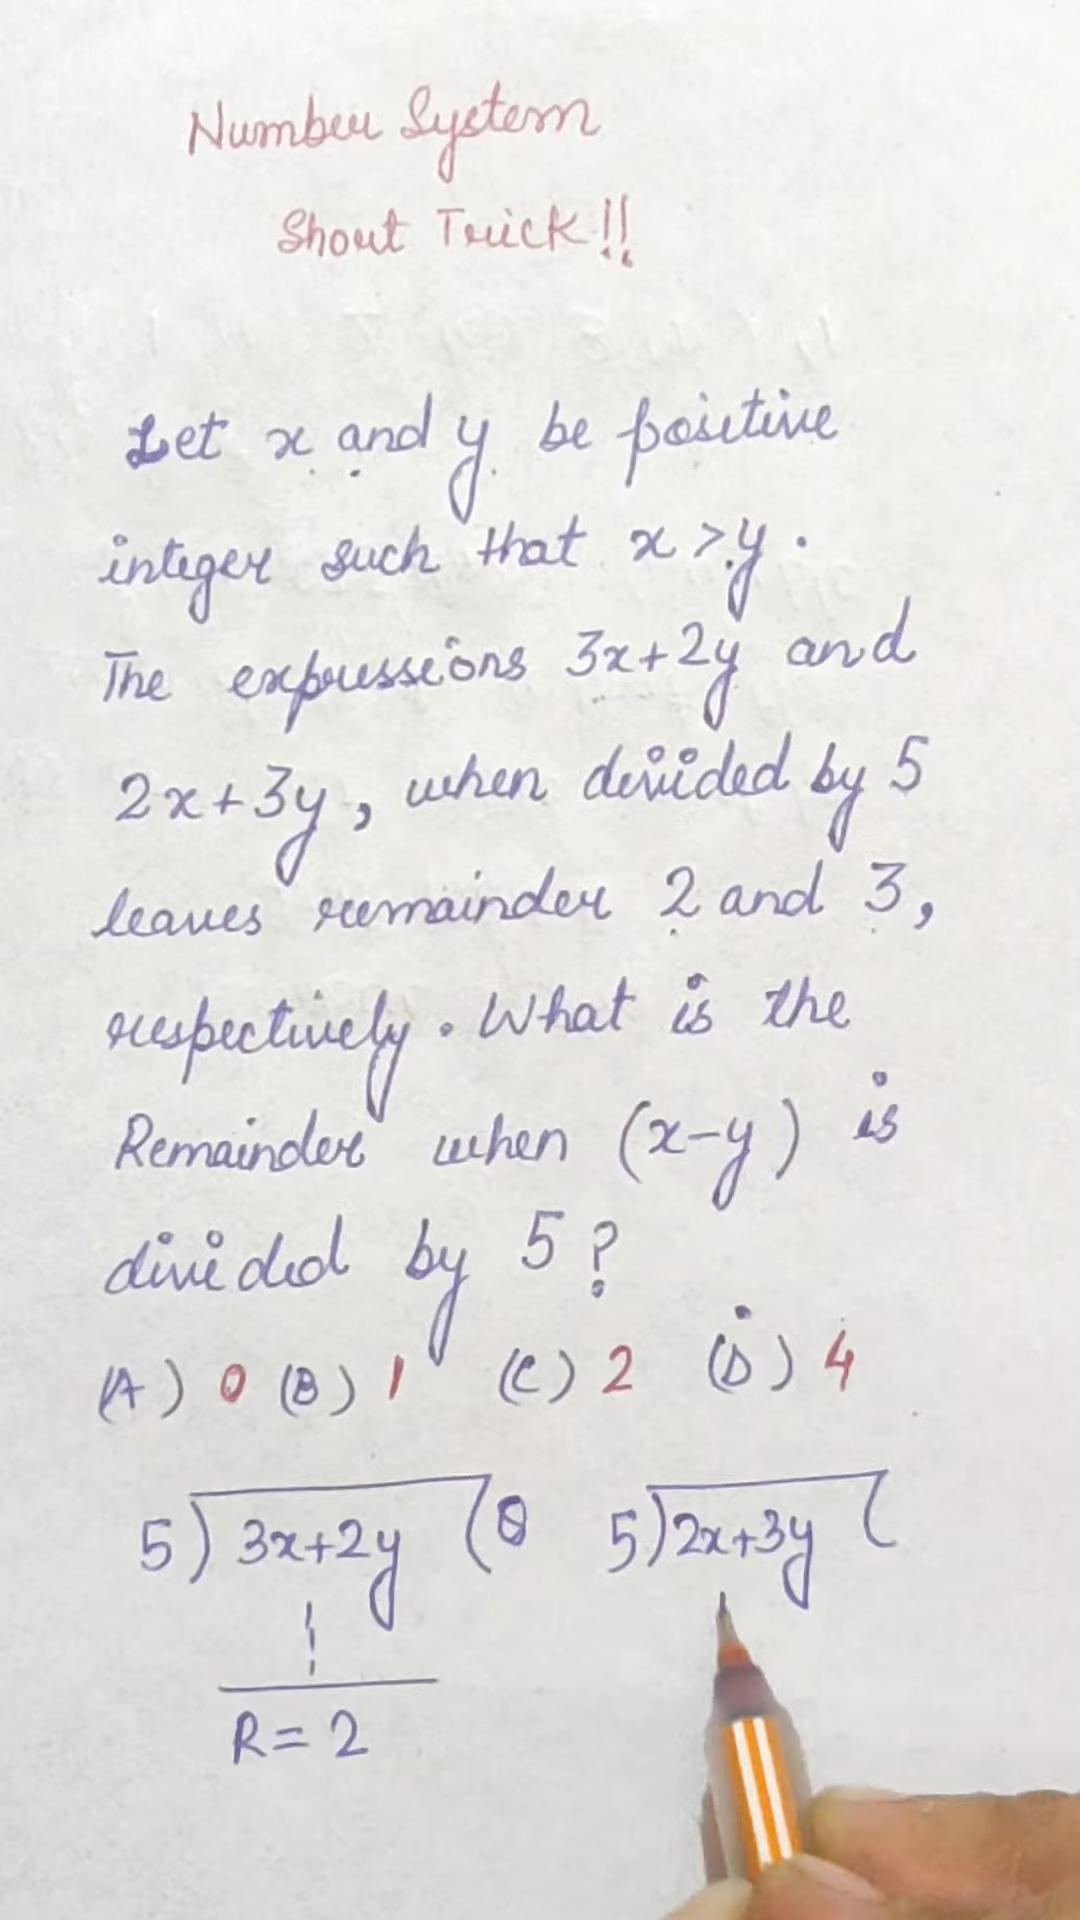 Number System
Short Trick!!
Let x and y be positive
integer such that x > y.
The expressions 3x+2y and
2x+3y, when divided by 5
leaves remainder 2 and 3,
respectively. What is the
Remainder when (x-y) is
divided by 5?
(A) 0 (B) 1 (C) 2 (D) 4
5) 3x+2y (Q 5) 2x+3y (
R = 2